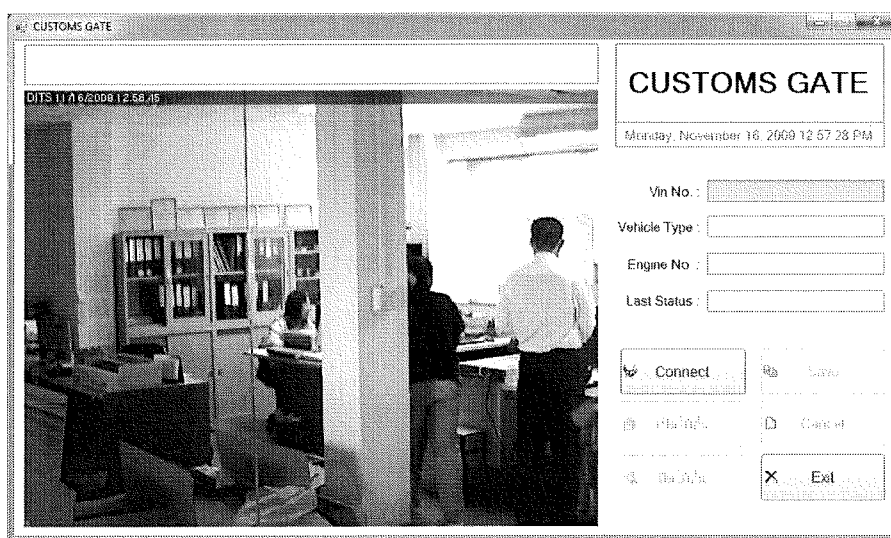 CUSTOMS GATE
CUSTOMS GATE
Monday, November 16, 2009 12:57:28 PM
DITS 11/16/2009 12:58:45
Vin No. :
Vehicle Type :
Engine No :
Last Status :
Connect
Save
Cancel
Exit